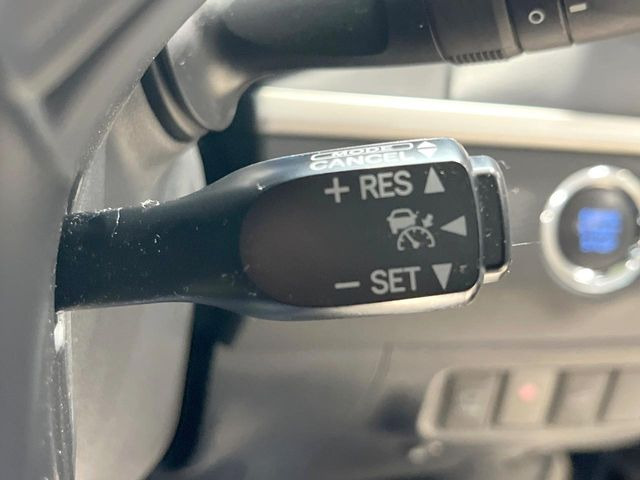 MODE
CANCEL
+ RES
- SET